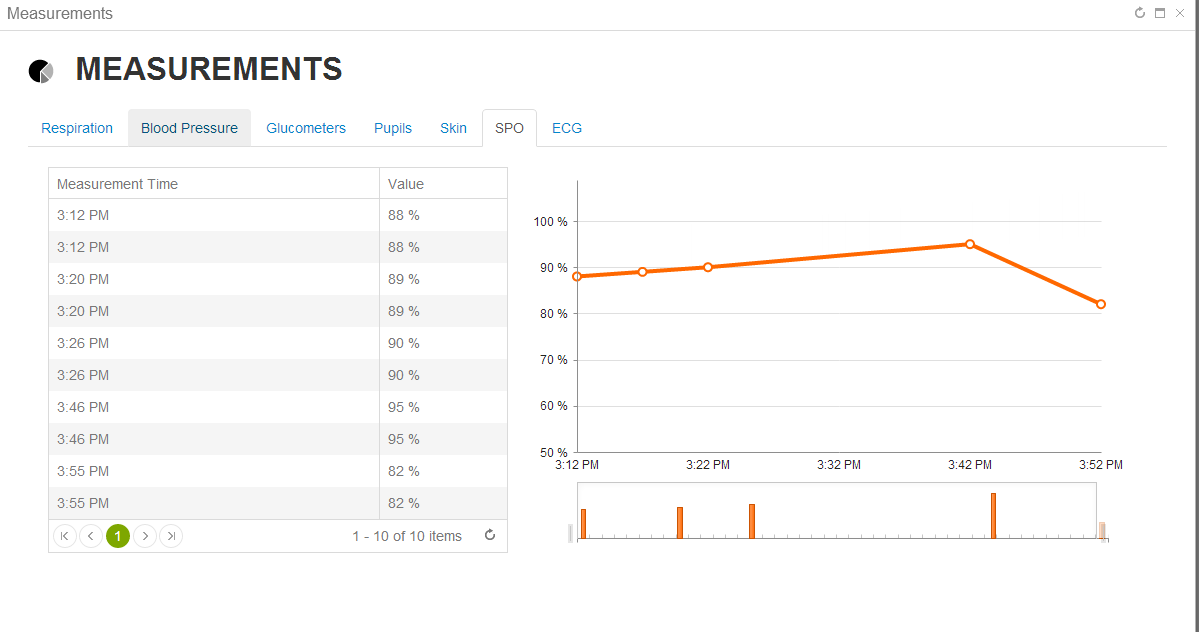 Measurements
MEASUREMENTS
Respiration Blood Pressure Glucometers Pupils Skin SPO ECG
Measurement Time Value
3:12 PM 88 %
3:12 PM 88 %
3:20 PM 89 %
3:20 PM 89 %
3:26 PM 90 %
3:26 PM 90 %
3:46 PM 95 %
3:46 PM 95 %
3:55 PM 82 %
3:55 PM 82 %
1 1 - 10 of 10 items
100 %
90 %
80 %
70 %
60 %
50 %
3:12 PM 3:22 PM 3:32 PM 3:42 PM 3:52 PM